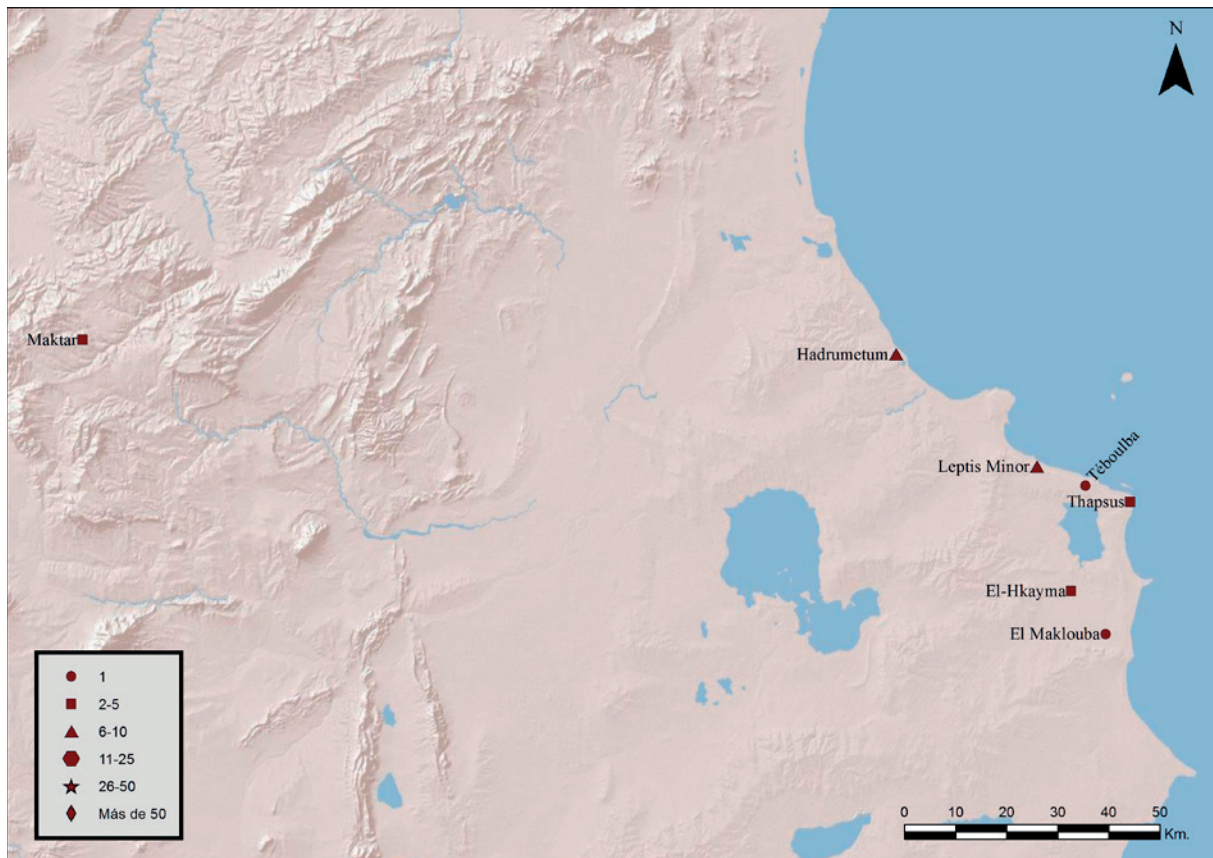 N
Maktar
Hadrumetum
Leptis Minor
Téboulba
Thapsus
El-Hkayma
El Maklouba
1
2-5
6-10
11-25
26-50
Más de 50
0 10 20 30 40 50
Km.